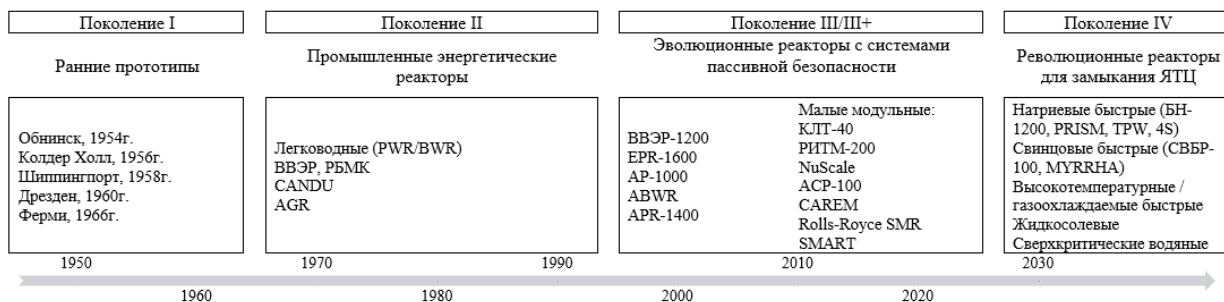 Поколение I
Ранние прототипы
Обнинск, 1954г.
Колдер Холл, 1956г.
Шиппингпорт, 1958г.
Дрезден, 1960г.
Ферми, 1966г.
Поколение II
Промышленные энергетические
реакторы
Легководные (PWR/BWR)
ВВЭР, РБМК
CANDU
AGR
Поколение III/III+
Эволюционные реакторы с системами
пассивной безопасности
ВВЭР-1200
EPR-1600
AP-1000
ABWR
APR-1400
Малые модульные:
КЛТ-40
РИТМ-200
NuScale
ACP-100
CAREM
Rolls-Royce SMR
SMART
Поколение IV
Революционные реакторы
для замыкания ЯТЦ
Натриевые быстрые (БН-
1200, PRISM, TPW, 4S)
Свинцовые быстрые (СВБР-
100, MYRRHA)
Высокотемпературные /
газоохлаждаемые быстрые
Жидкосолевые
Сверхкритические водяные
1950
1970
1990
2010
2030
1960
1980
2000
2020